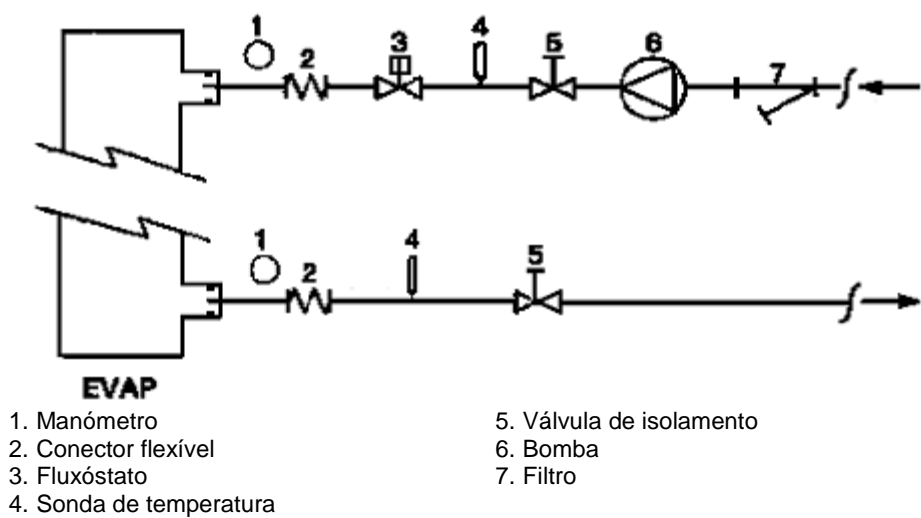 1 2 3 4 5 6 7
1 2 4 5
EVAP
1. Manómetro
2. Conector flexível
3. Fluxóstato
4. Sonda de temperatura
5. Válvula de isolamento
6. Bomba
7. Filtro